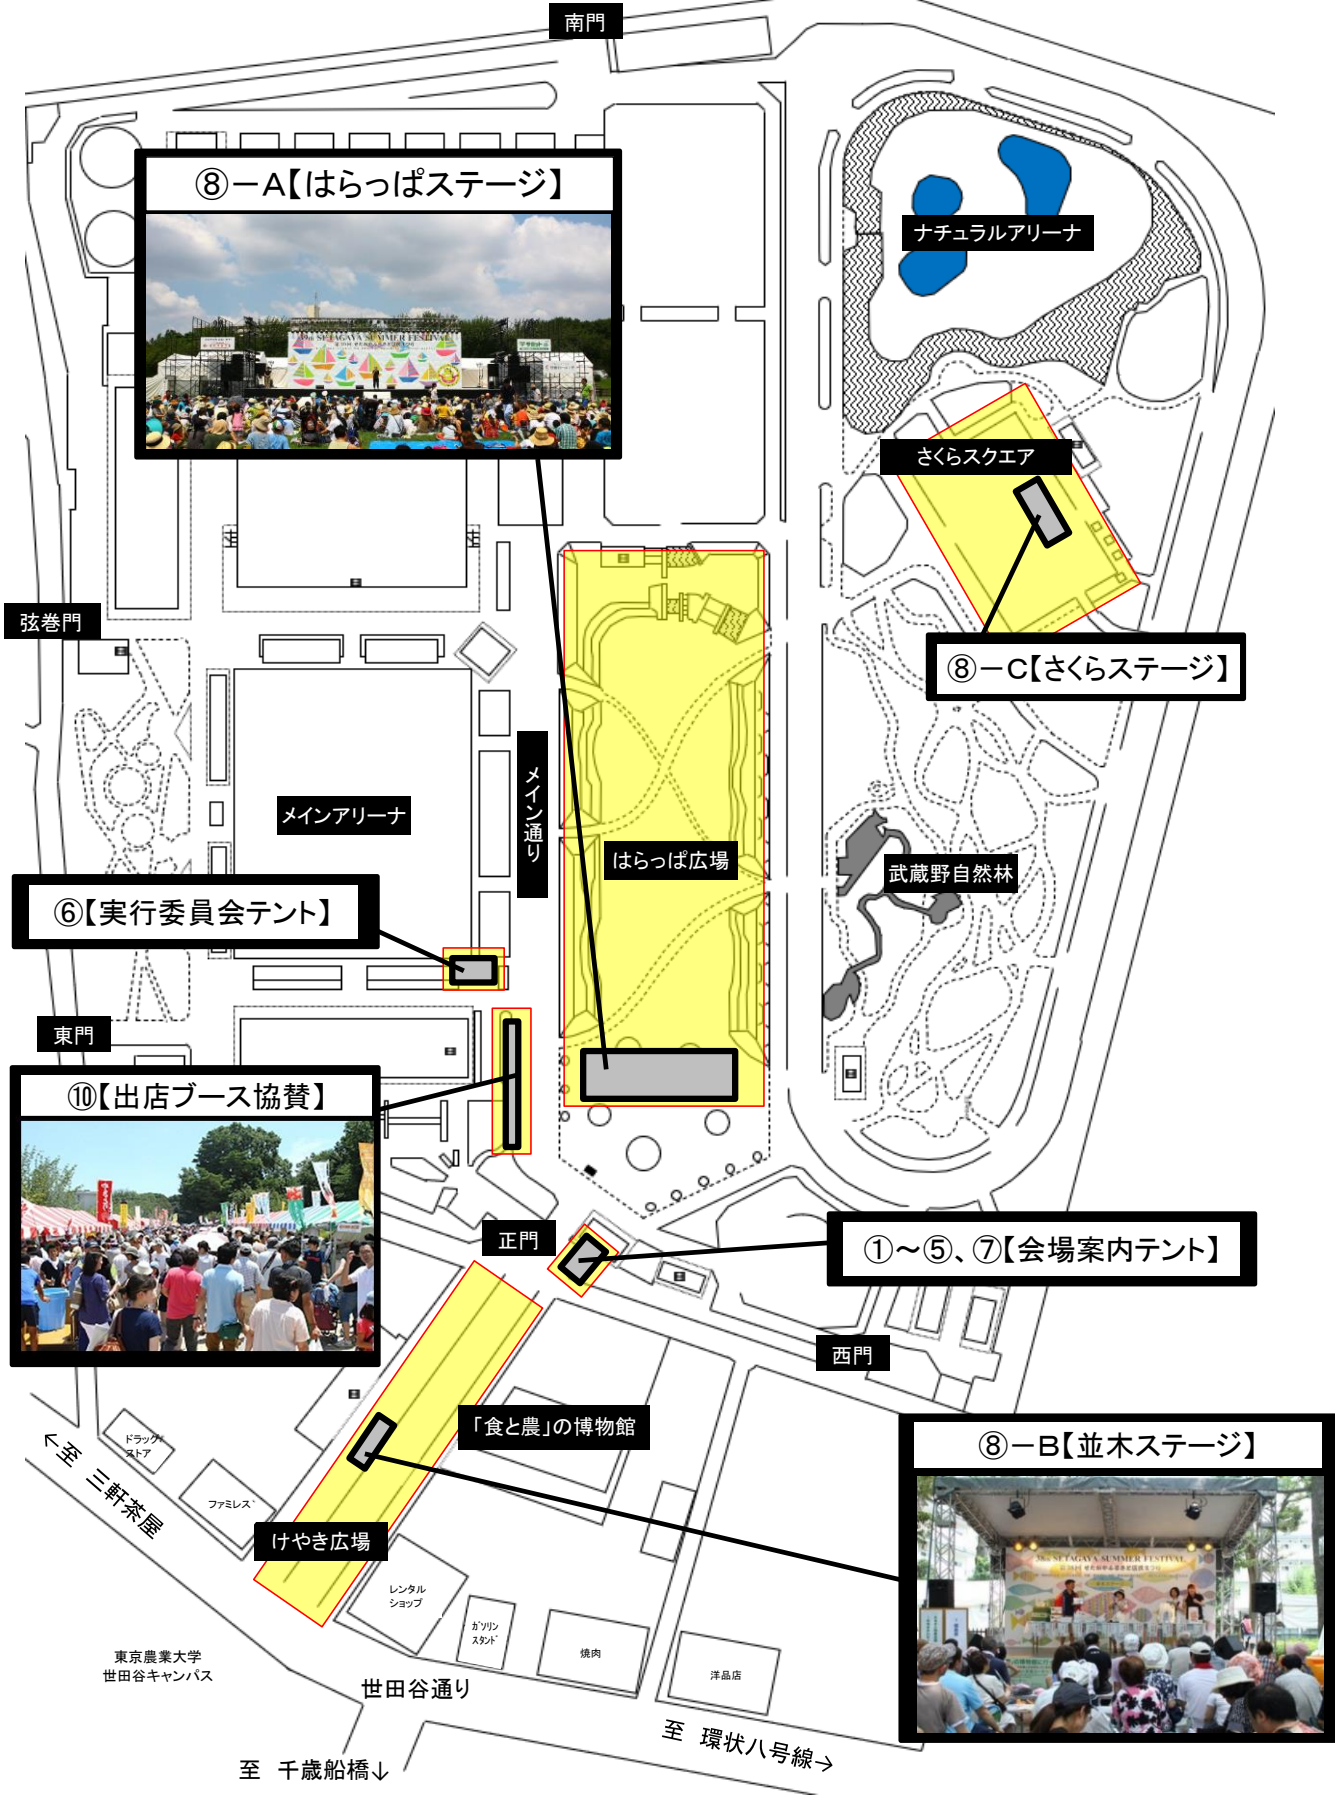 南門
⑧－A【はらっぱステージ】
SETAGAYA SUMMER FESTIVAL
ナチュラルアリーナ
さくらスクエア
弦巻門
⑧－C【さくらステージ】
メイン通り
メインアリーナ
はらっぱ広場
武蔵野自然林
⑥【実行委員会テント】
東門
⑩【出店ブース協賛】
正門
①～⑤、⑦【会場案内テント】
西門
「食と農」の博物館
⑧－B【並木ステージ】
SETAGAYA SUMMER FESTIVAL
ドラッグ
ストア
←至 三軒茶屋
ファミレス
けやき広場
レンタル
ショップ
ガソリン
スタンド
焼肉
洋品店
東京農業大学
世田谷キャンパス
世田谷通り
至 環状八号線→
至 千歳船橋↓